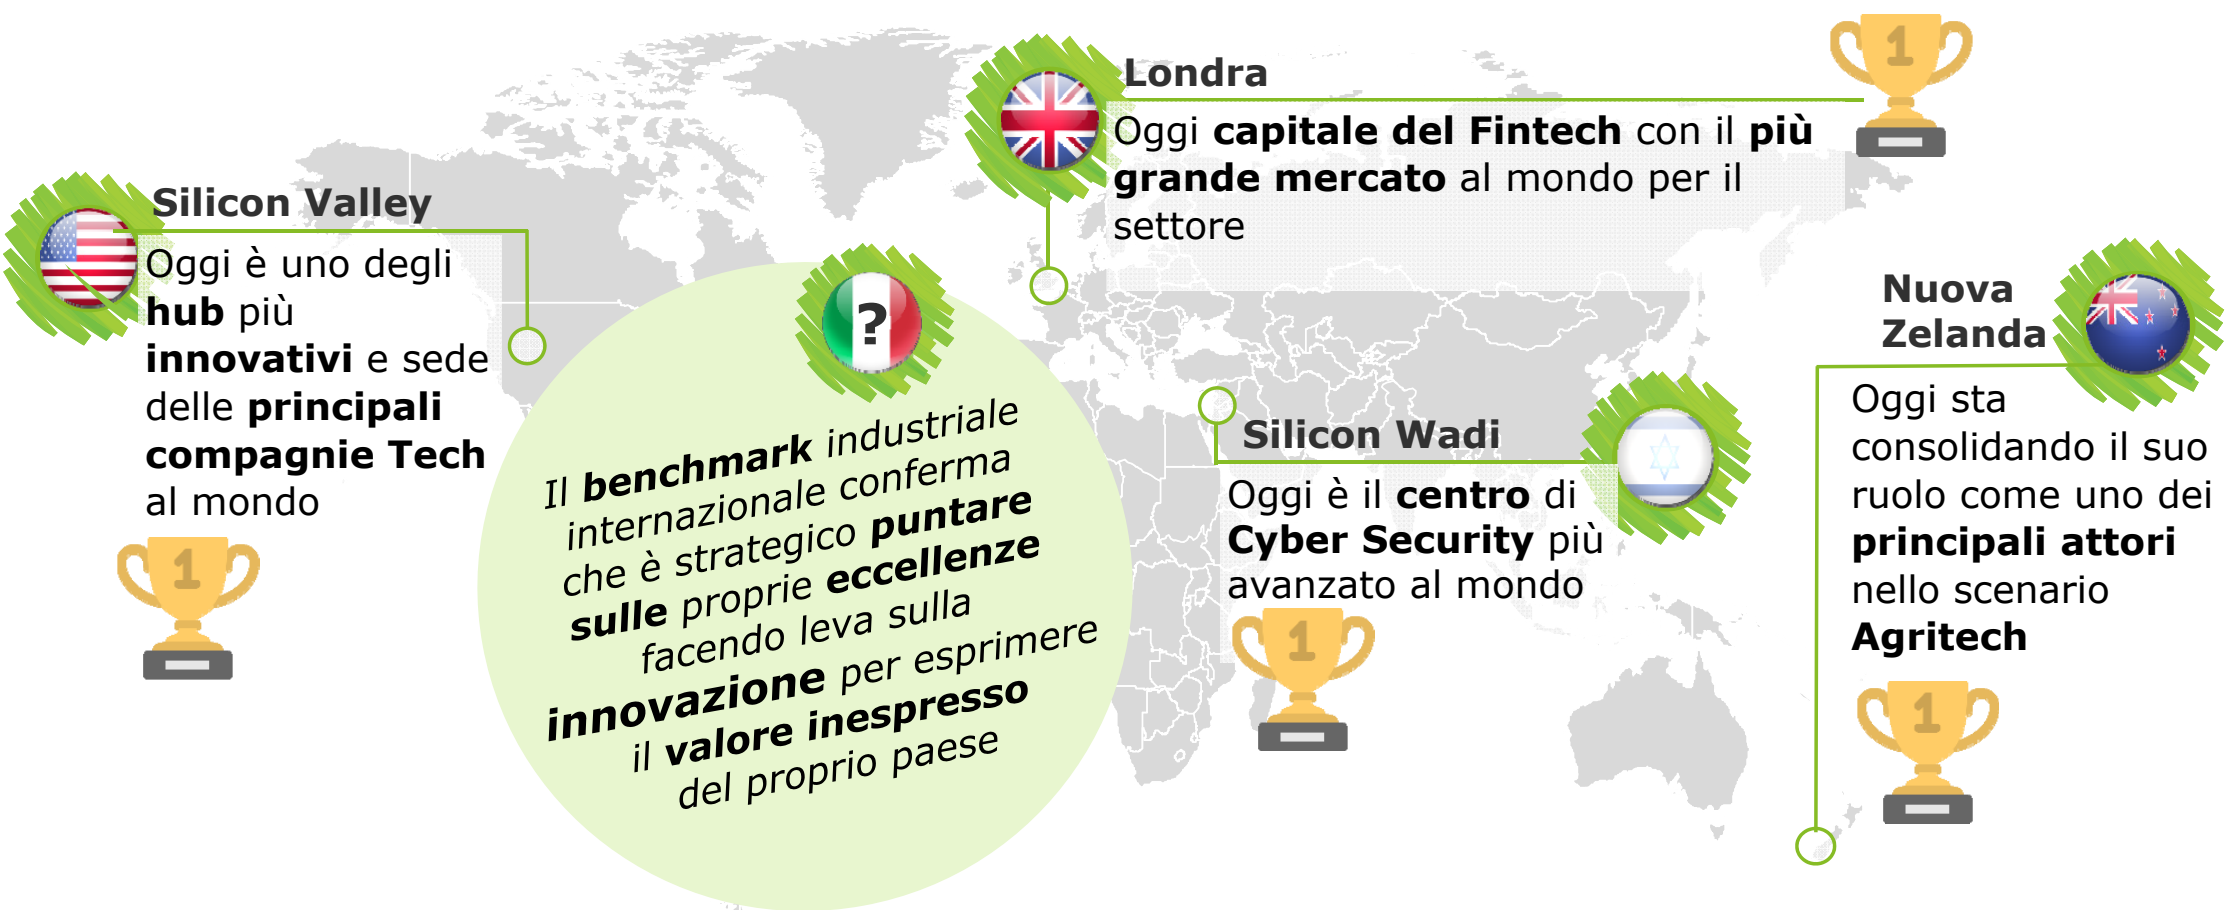 Silicon Valley
Oggi è uno degli
hub più
innovativi e sede
delle principali
compagnie Tech
al mondo
1
Londra
Oggi capitale del Fintech con il più
grande mercato al mondo per il
settore
1
?
Il benchmark industriale
internazionale conferma
che è strategico puntare
sulle proprie eccellenze
facendo leva sulla
innovazione per esprimere
il valore inespresso
del proprio paese
Silicon Wadi
Oggi è il centro di
Cyber Security più
avanzato al mondo
1
Nuova
Zelanda
Oggi sta
consolidando il suo
ruolo come uno dei
principali attori
nello scenario
Agritech
1